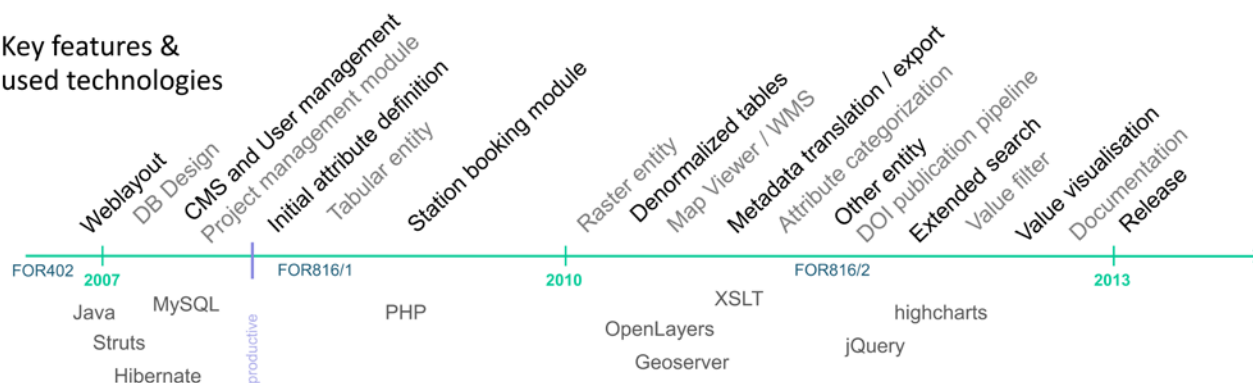 Key features &
used technologies
Weblayout
DB Design
CMS and User management
Project management module
Initial attribute definition
Tabular entity
Station booking module
Raster entity
Denormalized tables
Map Viewer / WMS
Metadata translation / export
Attribute categorization
Other entity
DOI publication pipeline
Extended search
Value filter
Value visualisation
Documentation
Release
FOR402
2007
FOR816/1
2010
FOR816/2
2013
Java
MySQL
Struts
Hibernate
productive
PHP
OpenLayers
XSLT
Geoserver
highcharts
jQuery